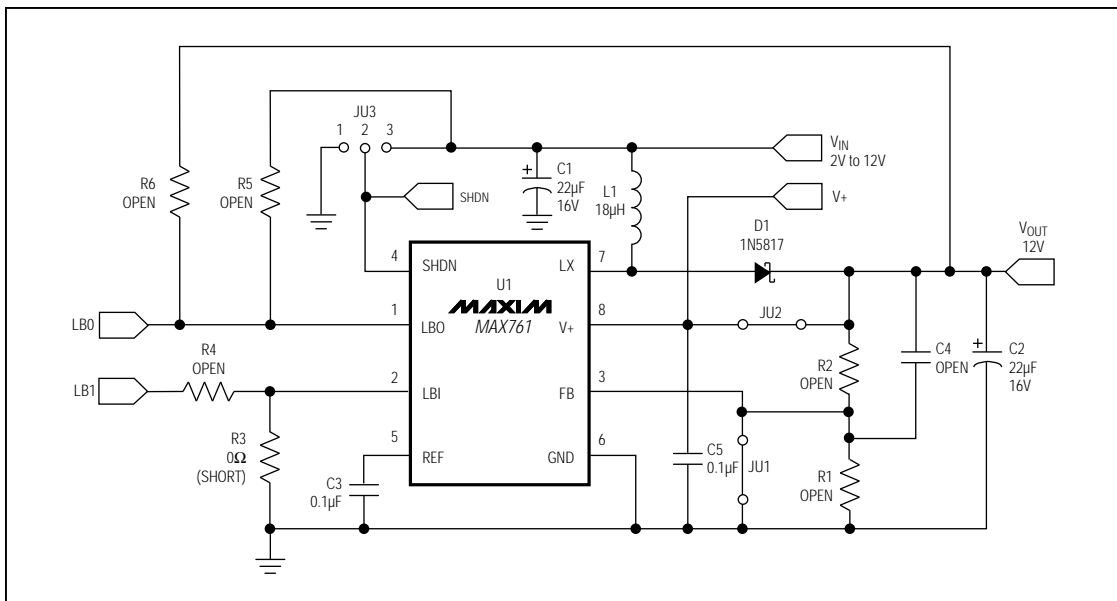 JU3
1 2 3
R6
OPEN
R5
OPEN
SHDN
C1
22µF
16V
L1
18µH
VIN
2V to 12V
V+
D1
1N5817
VOUT
12V
4
SHDN
LX
7
U1
MAXIM
MAX761
LB0
1
LBO
V+
8
JU2
LB1
R4
OPEN
2
LBI
FB
3
R2
OPEN
C4
OPEN
C2
22µF
16V
R3
0Ω
(SHORT)
5
REF
GND
6
C3
0.1µF
C5
0.1µF
JU1
R1
OPEN
+
+